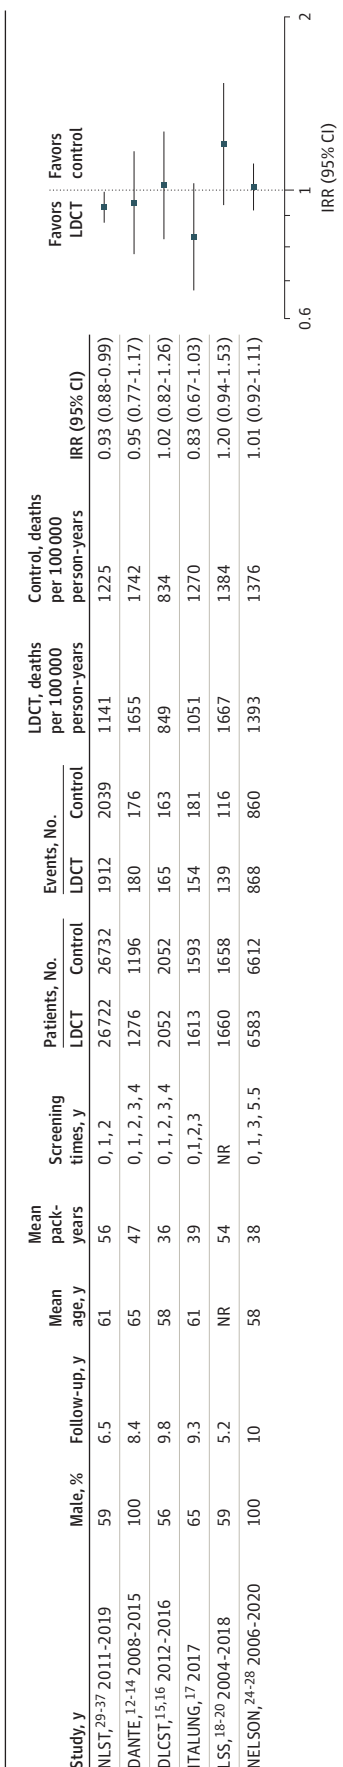 Study, y Male, % Follow-up, y Mean age, y Mean pack-years Screening times, y Patients, No. LDCT Control Events, No. LDCT Control LDCT, deaths per 100 000 person-years Control, deaths per 100 000 person-years IRR (95% CI) Favors LDCT Favors control
NLST,29-37 2011-2019 59 6.5 61 56 0, 1, 2 26 722 26 732 1912 2039 1141 1225 0.93 (0.88-0.99)
DANTE,12-14 2008-2015 100 8.4 65 47 0, 1, 2, 3, 4 1276 1196 180 176 1655 1742 0.95 (0.77-1.17)
DLCST,15,16 2012-2016 56 9.8 58 36 0, 1, 2, 3, 4 2052 2052 165 163 849 834 1.02 (0.82-1.26)
ITALUNG,17 2017 65 9.3 61 39 0,1,2,3 1613 1593 154 181 1051 1270 0.83 (0.67-1.03)
LSS,18-20 2004-2018 59 5.2 NR 54 NR 1660 1658 139 116 1667 1384 1.20 (0.94-1.53)
NELSON,24-28 2006-2020 100 10 58 38 0, 1, 3, 5.5 6583 6612 868 860 1393 1376 1.01 (0.92-1.11)
0.6 1 2
IRR (95% CI)